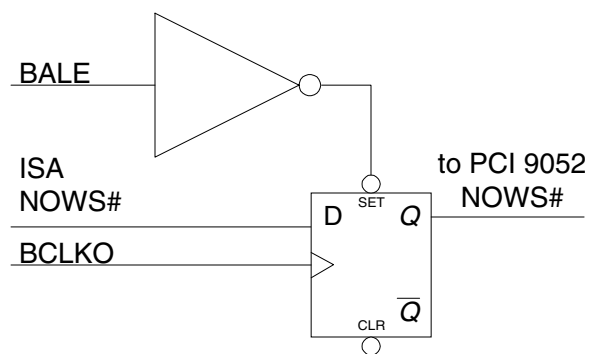 BALE
ISA
NOWS#
to PCI 9052
NOWS#
SET
D
Q
BCLKO
Q
CLR